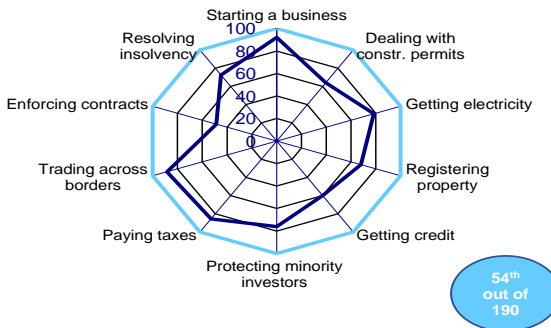 Starting a business
Dealing with
constr. permits
Getting electricity
Registering
property
Getting credit
Protecting minority
investors
Paying taxes
Trading across
borders
Enforcing contracts
Resolving
insolvency
100
80
60
40
20
0
54th
out of
190